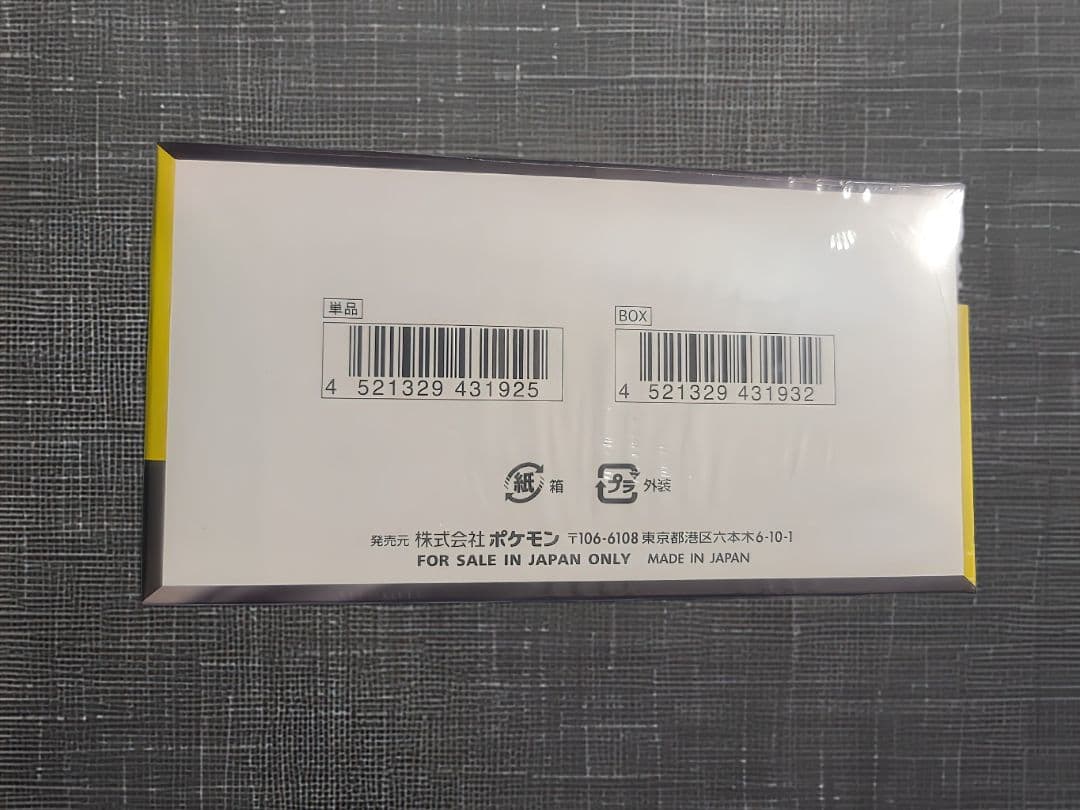 単品
4 521329 431925
BOX
4 521329 431932
紙 箱
プラ 外装
発売元 株式会社 ポケモン 〒106-6108 東京都港区六本木6-10-1
FOR SALE IN JAPAN ONLY MADE IN JAPAN